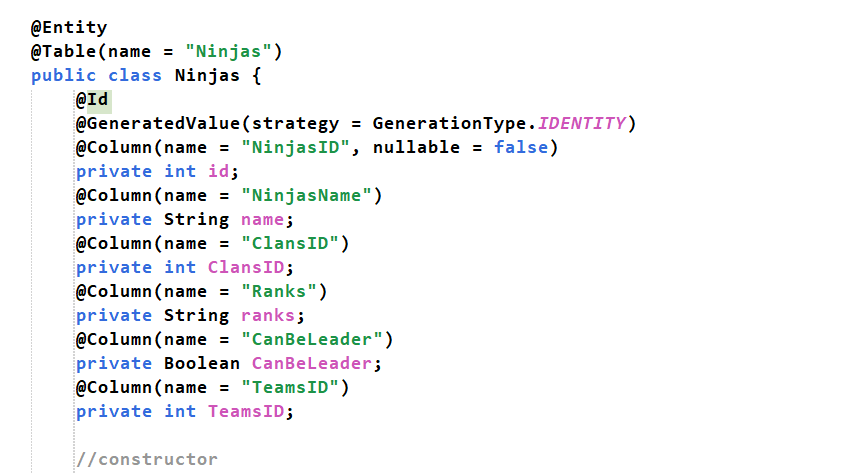 @Entity
@Table(name = "Ninjas")
public class Ninjas {
@Id
@GeneratedValue(strategy = GenerationType.IDENTITY)
@Column(name = "NinjasID", nullable = false)
private int id;
@Column(name = "NinjasName")
private String name;
@Column(name = "ClansID")
private int ClansID;
@Column(name = "Ranks")
private String ranks;
@Column(name = "CanBeLeader")
private Boolean CanBeLeader;
@Column(name = "TeamsID")
private int TeamsID;
//constructor